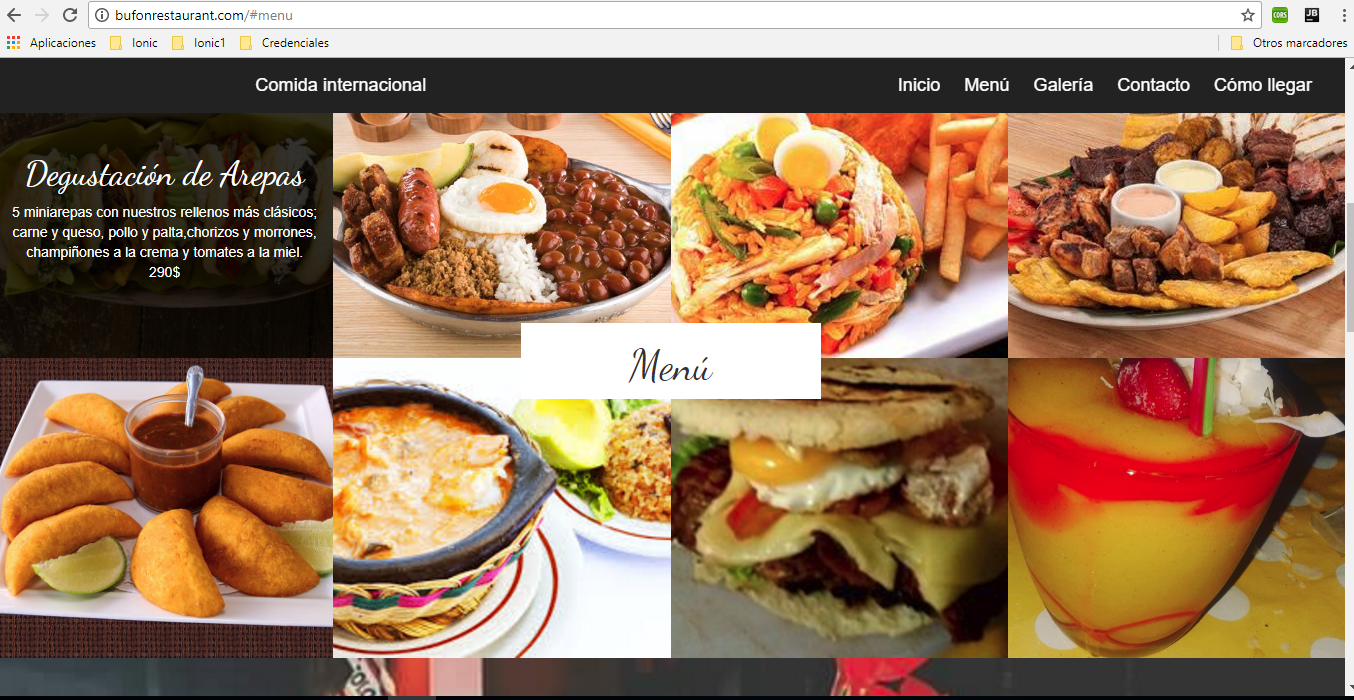 bufonrestaurant.com/#menu
CORS
JB
Aplicaciones Ionic Ionic1 Credenciales Otros marcadores
Comida internacional Inicio Menú Galería Contacto Cómo llegar
Degustación de Arepas
5 miniarepas con nuestros rellenos más clásicos;
carne y queso, pollo y palta,chorizos y morrones,
champiñones a la crema y tomates a la miel.
290$
Menú